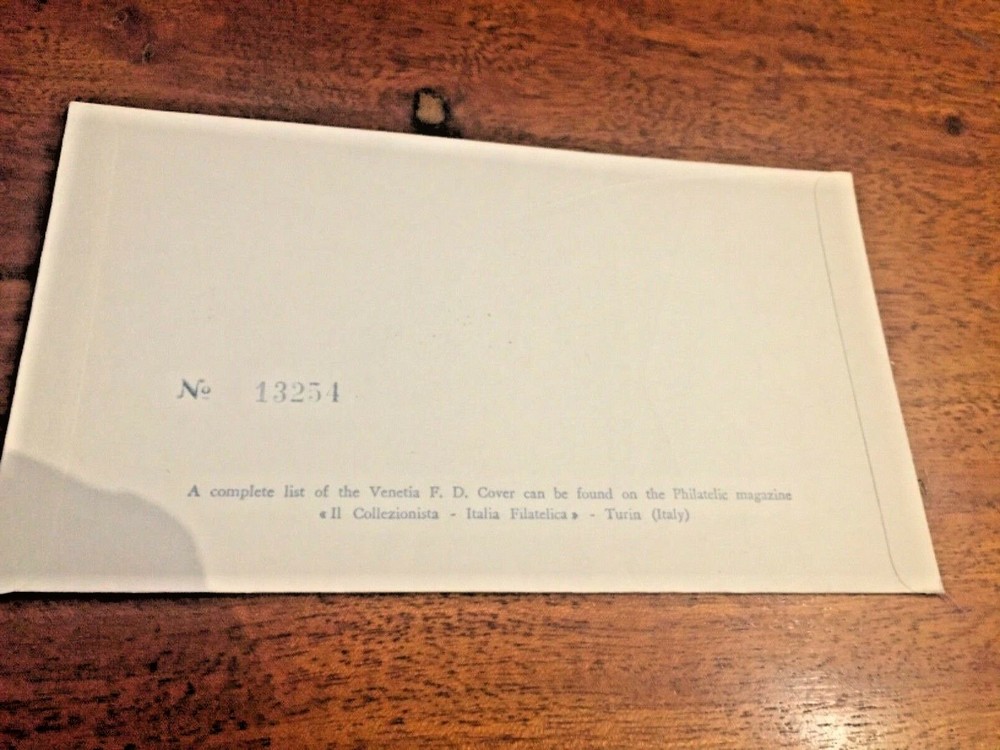 Nº 13254
A complete list of the Venetia F. D. Cover can be found on the Philatelic magazine
« Il Collezionista - Italia Filatelica » - Turin (Italy)